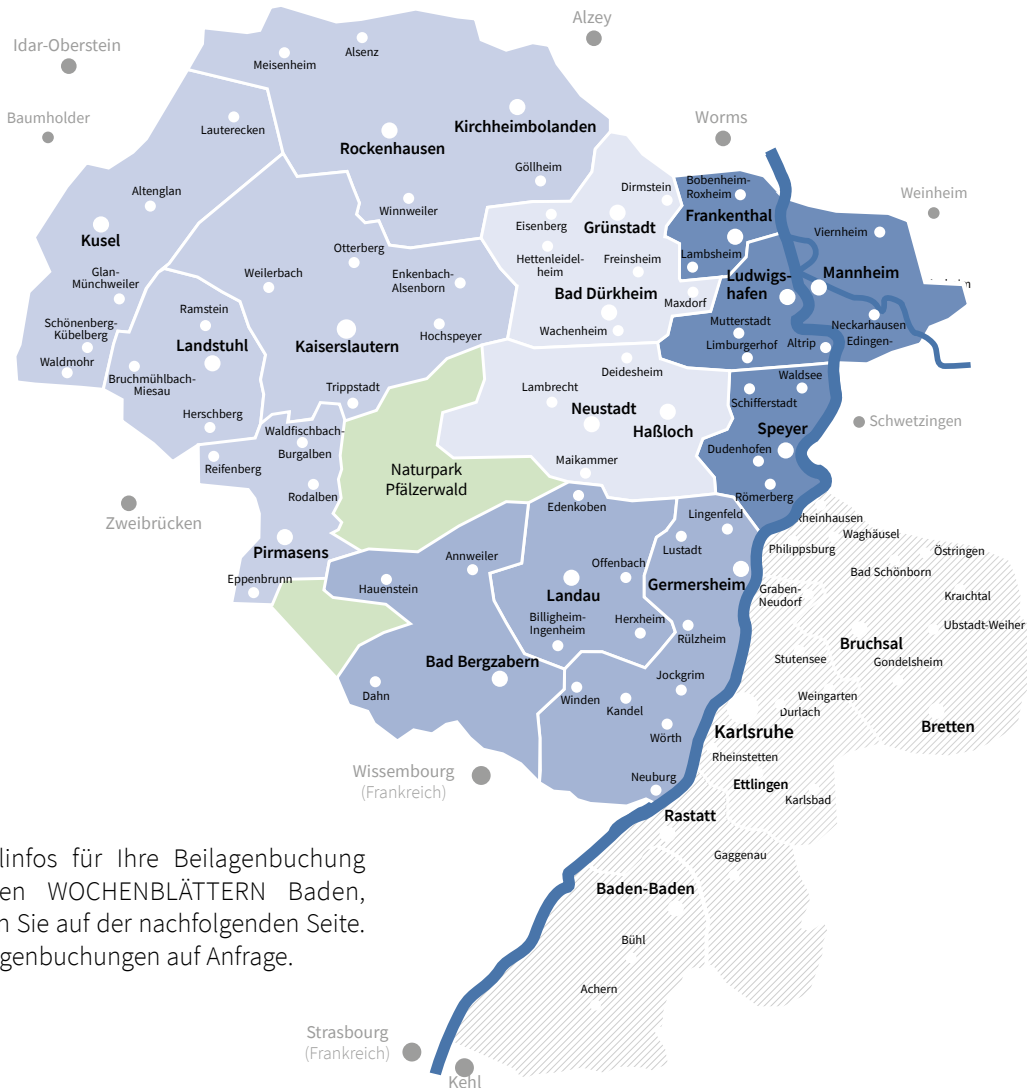 Alzey
Idar-Oberstein
Alsenz
Meisenheim
Baumholder
Lauterecken
Kirchheimbolanden
Rockenhausen
Worms
Göllheim
Dirmstein
Bobenheim-
Roxheim
Weinheim
Altenglan
Winnweiler
Kusel
Eisenberg
Grünstadt
Frankenthal
Viernheim
Otterberg
Hettenleidel-
heim
Freinsheim
Lambsheim
Glan-
Münchweiler
Weilerbach
Enkenbach-
Alsenborn
Ludwigs-
hafen
Mannheim
Bad Dürkheim
Maxdorf
Ramstein
Schönenberg-
Kübelberg
Hochspeyer
Wachenheim
Mutterstadt
Neckarhausen
Edingen-
Landstuhl
Kaiserslautern
Limburgerhof
Altrip
Waldmohr
Bruchmühlbach-
Miesau
Trippstadt
Deidesheim
Lambrecht
Waldsee
Schifferstadt
Herschberg
Neustadt
Haßloch
Schwetzingen
Waldfischbach-
Burgalben
Speyer
Dudenhofen
Reifenberg
Maikammer
Naturpark
Pfälzerwald
Rodalben
Römerberg
Zweibrücken
Edenkoben
Lingenfeld
Rheinhausen
Waghäusel
Pirmasens
Annweiler
Lustadt
Philippsburg
Östringen
Offenbach
Bad Schönborn
Eppenbrunn
Hauenstein
Landau
Germersheim
Graben-
Neudorf
Kraichtal
Billigheim-
Ingenheim
Herxheim
Rülzheim
Ubstadt-Weiher
Bruchsal
Bad Bergzabern
Stutensee
Gondelsheim
Jockgrim
Dahn
Winden
Kandel
Weingarten
Durlach
Bretten
Wörth
Karlsruhe
Rheinstetten
Wissembourg
(Frankreich)
Neuburg
Ettlingen
Karlsbad
Rastatt
linfos für Ihre Beilagenbuchung
en WOCHENBLÄTTERN Baden,
n Sie auf der nachfolgenden Seite.
genbuchungen auf Anfrage.
Gaggenau
Baden-Baden
Bühl
Achern
Strasbourg
(Frankreich)
Kehl